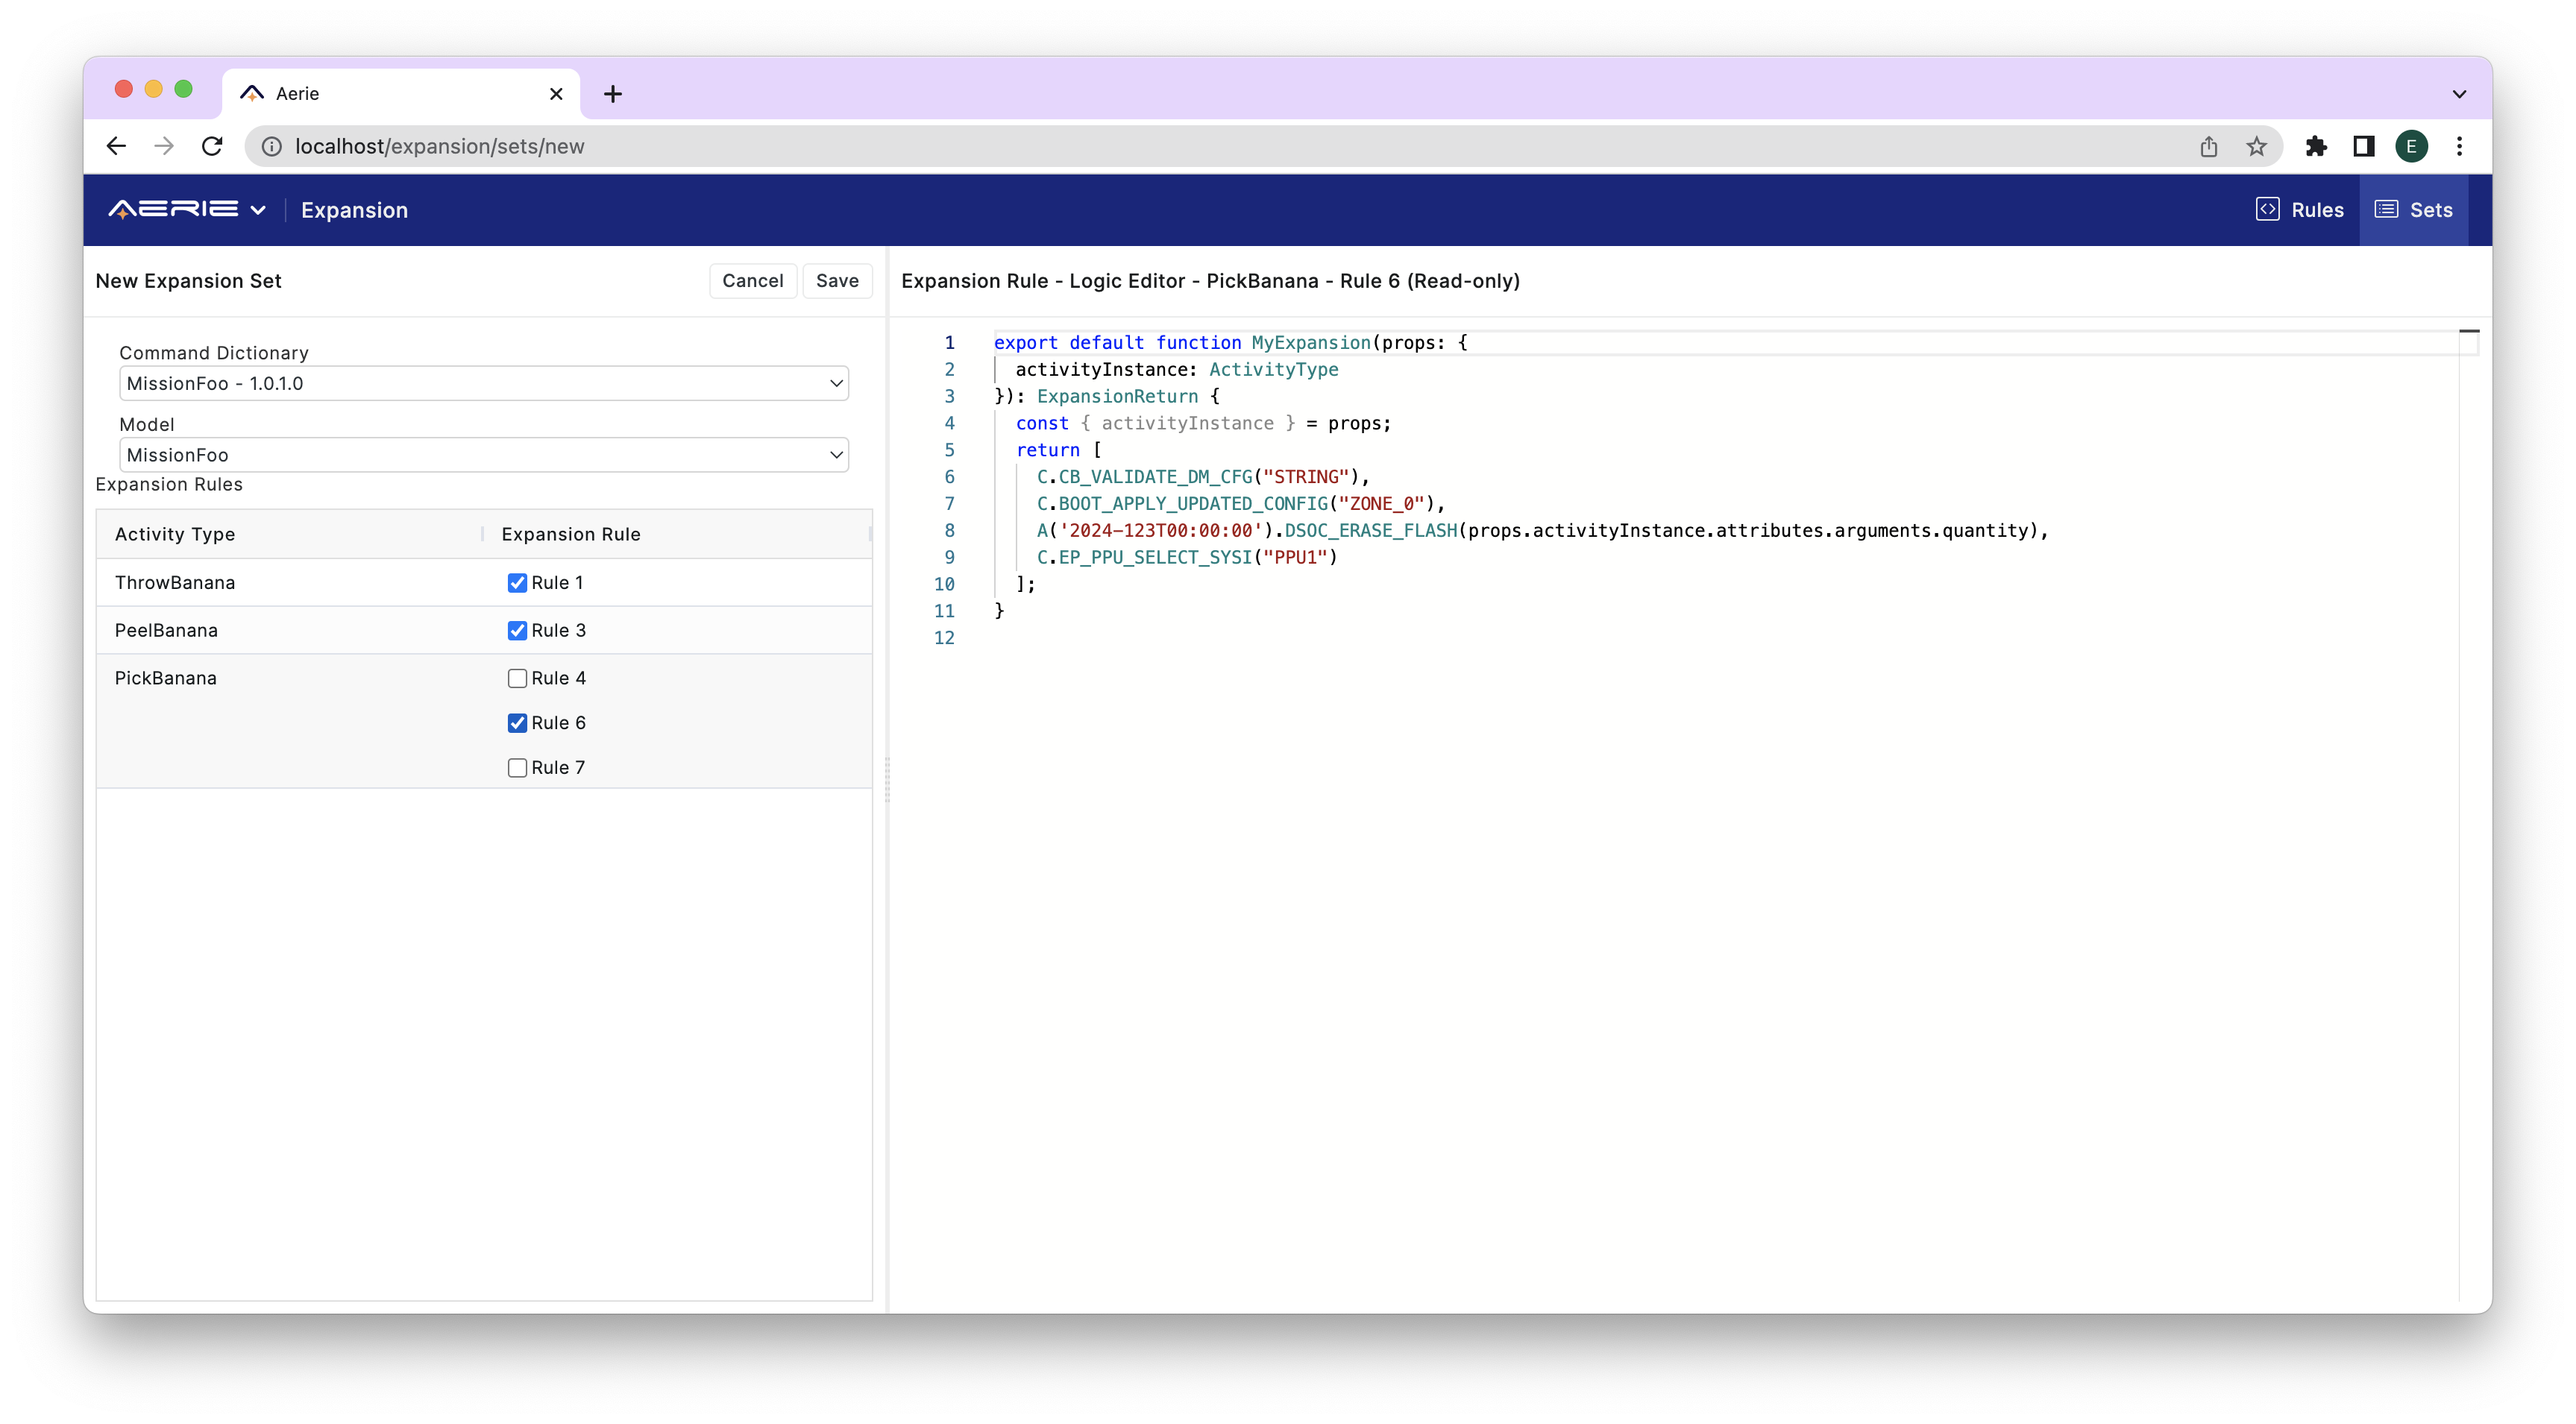 Aerie
localhost/expansion/sets/new
E
AERIE
Expansion
Rules
Sets
New Expansion Set
Cancel
Save
Command Dictionary
MissionFoo - 1.0.1.0
Model
MissionFoo
Expansion Rules
Activity Type
Expansion Rule
ThrowBanana
Rule 1
PeelBanana
Rule 3
PickBanana
Rule 4
Rule 6
Rule 7
Expansion Rule - Logic Editor - PickBanana - Rule 6 (Read-only)
1 export default function MyExpansion(props: {
2   activityInstance: ActivityType
3 }): ExpansionReturn {
4   const { activityInstance } = props;
5   return [
6     C.CB_VALIDATE_DM_CFG("STRING"),
7     C.BOOT_APPLY_UPDATED_CONFIG("ZONE_0"),
8     A('2024-123T00:00:00').DSOC_ERASE_FLASH(props.activityInstance.attributes.arguments.quantity),
9     C.EP_PPU_SELECT_SYSI("PPU1")
10   ];
11 }
12